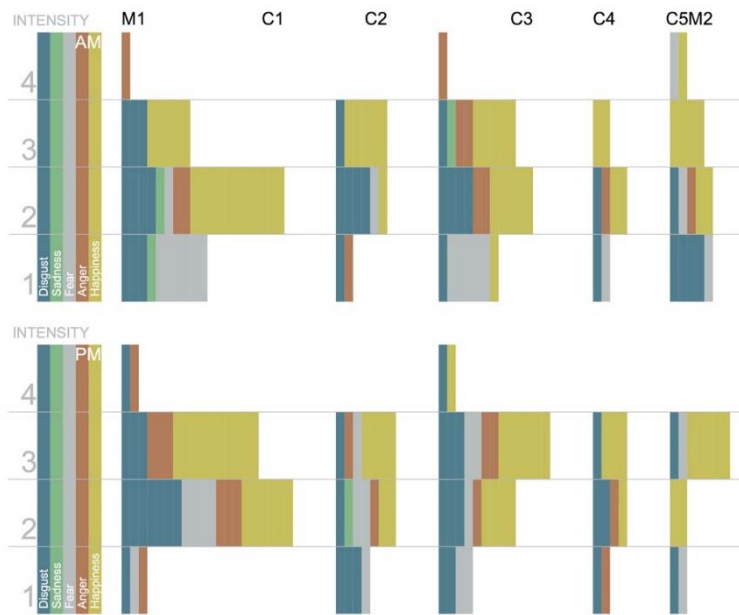 INTENSITY M1 C1 C2 C3 C4 C5M2
AM
4
3
2
1
Disgust
Sadness
Fear
Anger
Happiness
INTENSITY
PM
4
3
2
1
Disgust
Sadness
Fear
Anger
Happiness